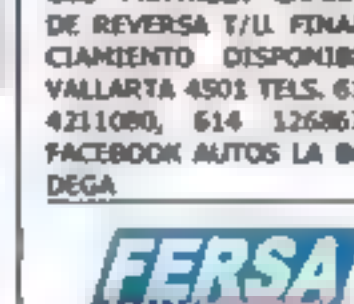 DE REVERSA T/U. FINA
CIAMIENTO DISPONIB
VALLARTA 4501 TELS. 6
4211080, 614 12686
FACEBOOK AUTOS LA B
DEGA
FERSA